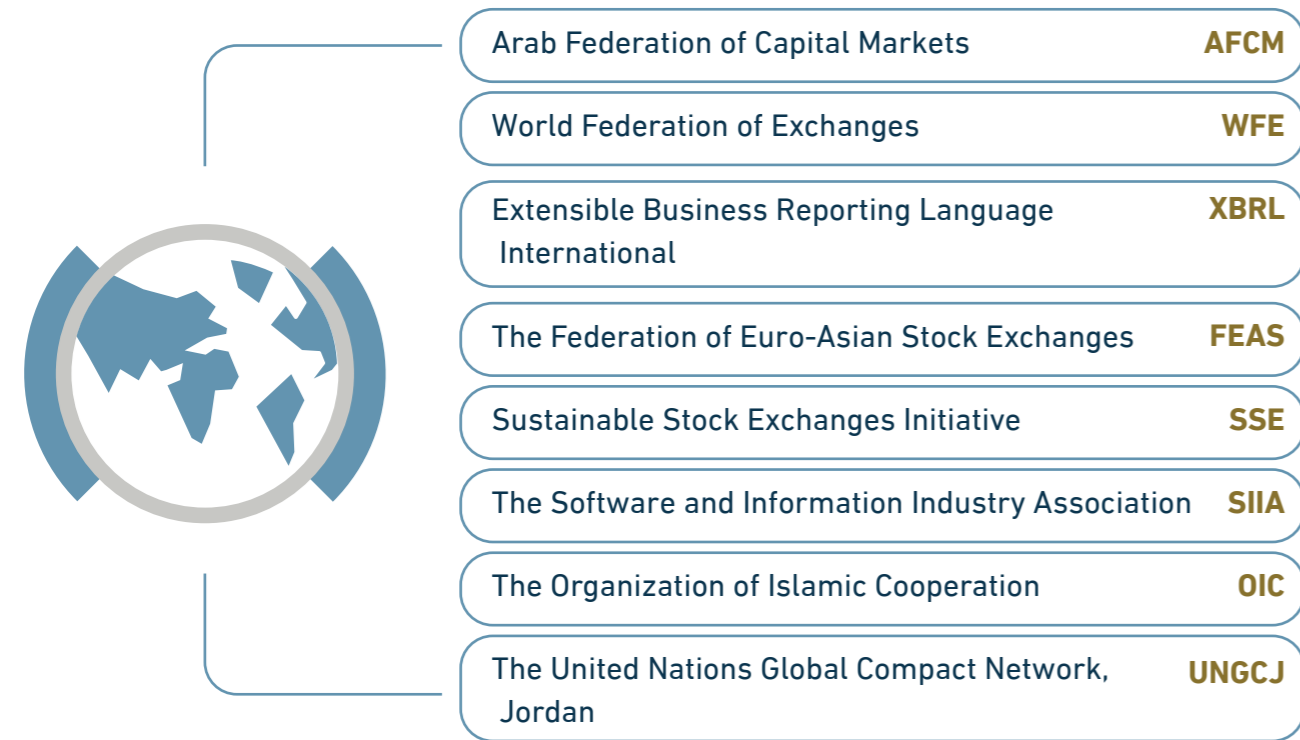 Arab Federation of Capital Markets AFCM
World Federation of Exchanges WFE
Extensible Business Reporting Language XBRL
International
The Federation of Euro-Asian Stock Exchanges FEAS
Sustainable Stock Exchanges Initiative SSE
The Software and Information Industry Association SIIA
The Organization of Islamic Cooperation OIC
The United Nations Global Compact Network, UNGCJ
Jordan